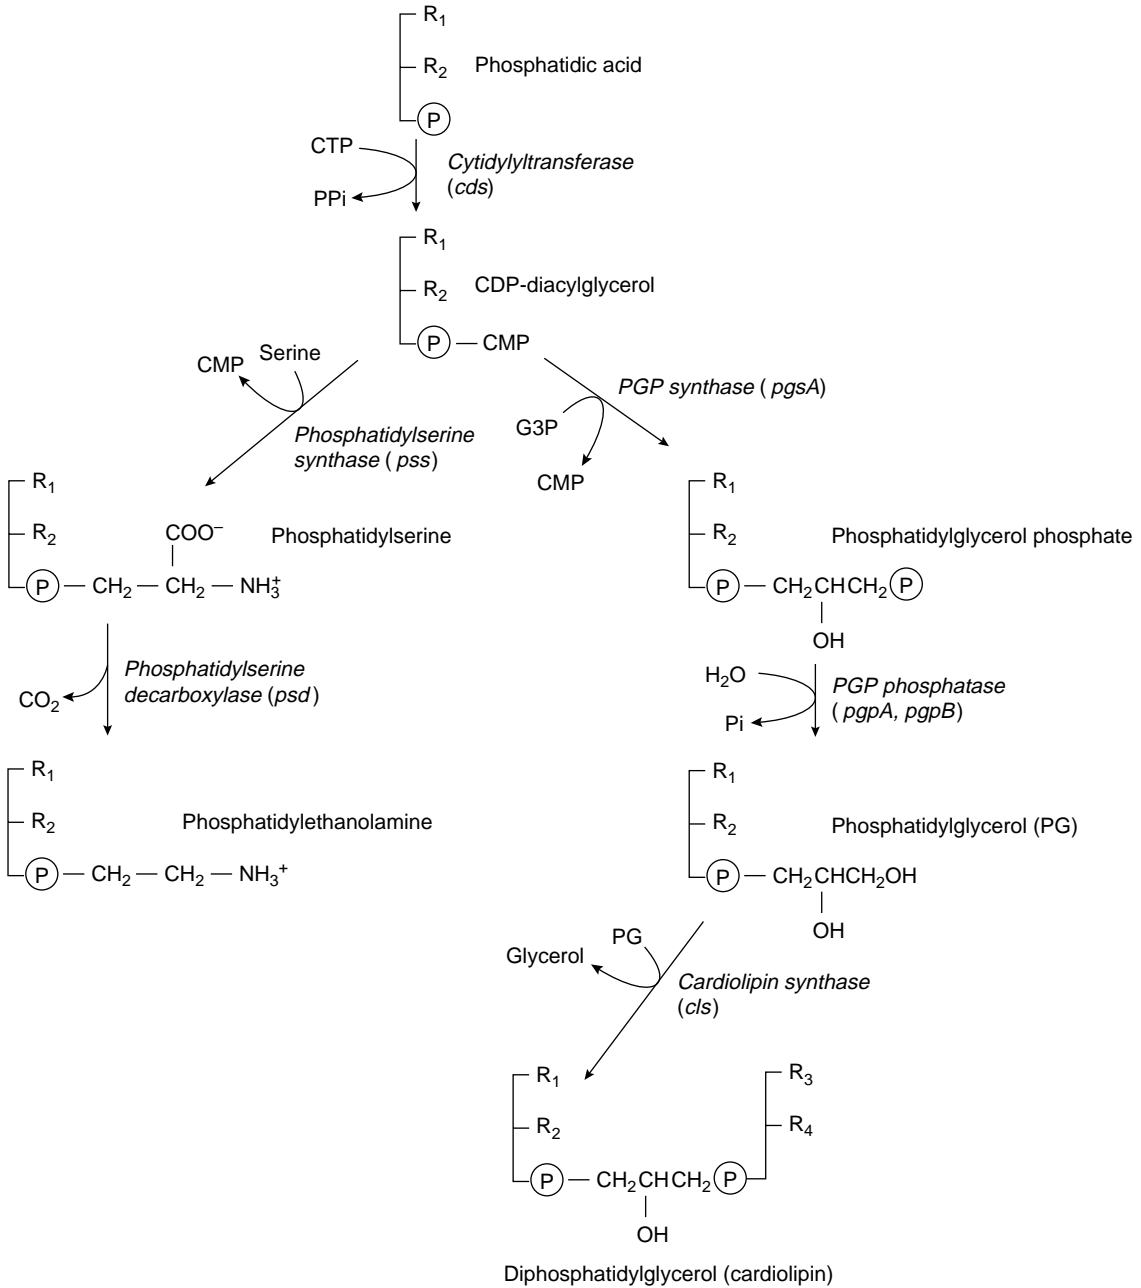 R1
R2 Phosphatidic acid
P
CTP
Cytidylyltransferase
(cds)
PPi
R1
R2 CDP-diacylglycerol
P — CMP
CMP Serine
Phosphatidylserine
synthase (pss)
PGP synthase (pgsA)
G3P
CMP
R1
R2
COO–
Phosphatidylserine
P — CH2 — CH2 — NH3+
R1
R2
Phosphatidylglycerol phosphate
P — CH2CHCH2 P
OH
Phosphatidylserine
decarboxylase (psd)
CO2
H2O
PGP phosphatase
(pgpA, pgpB)
Pi
R1
R2 Phosphatidylethanolamine
P — CH2 — CH2 — NH3+
R1
R2 Phosphatidylglycerol (PG)
P — CH2CHCH2OH
OH
PG
Glycerol
Cardiolipin synthase
(cls)
R1 R3
R2 R4
P — CH2CHCH2 P
OH
Diphosphatidylglycerol (cardiolipin)